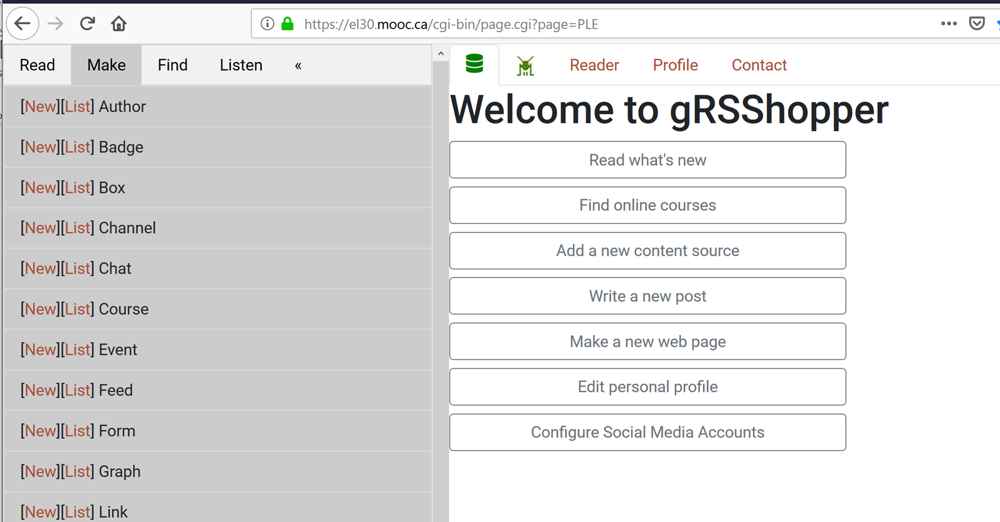 https://el30.mooc.ca/cgi-bin/page.cgi?page=PLE
Read Make Find Listen «
[New][List] Author
[New][List] Badge
[New][List] Box
[New][List] Channel
[New][List] Chat
[New][List] Course
[New][List] Event
[New][List] Feed
[New][List] Form
[New][List] Graph
[New][List] Link
Reader Profile Contact
Welcome to gRSShopper
Read what's new
Find online courses
Add a new content source
Write a new post
Make a new web page
Edit personal profile
Configure Social Media Accounts